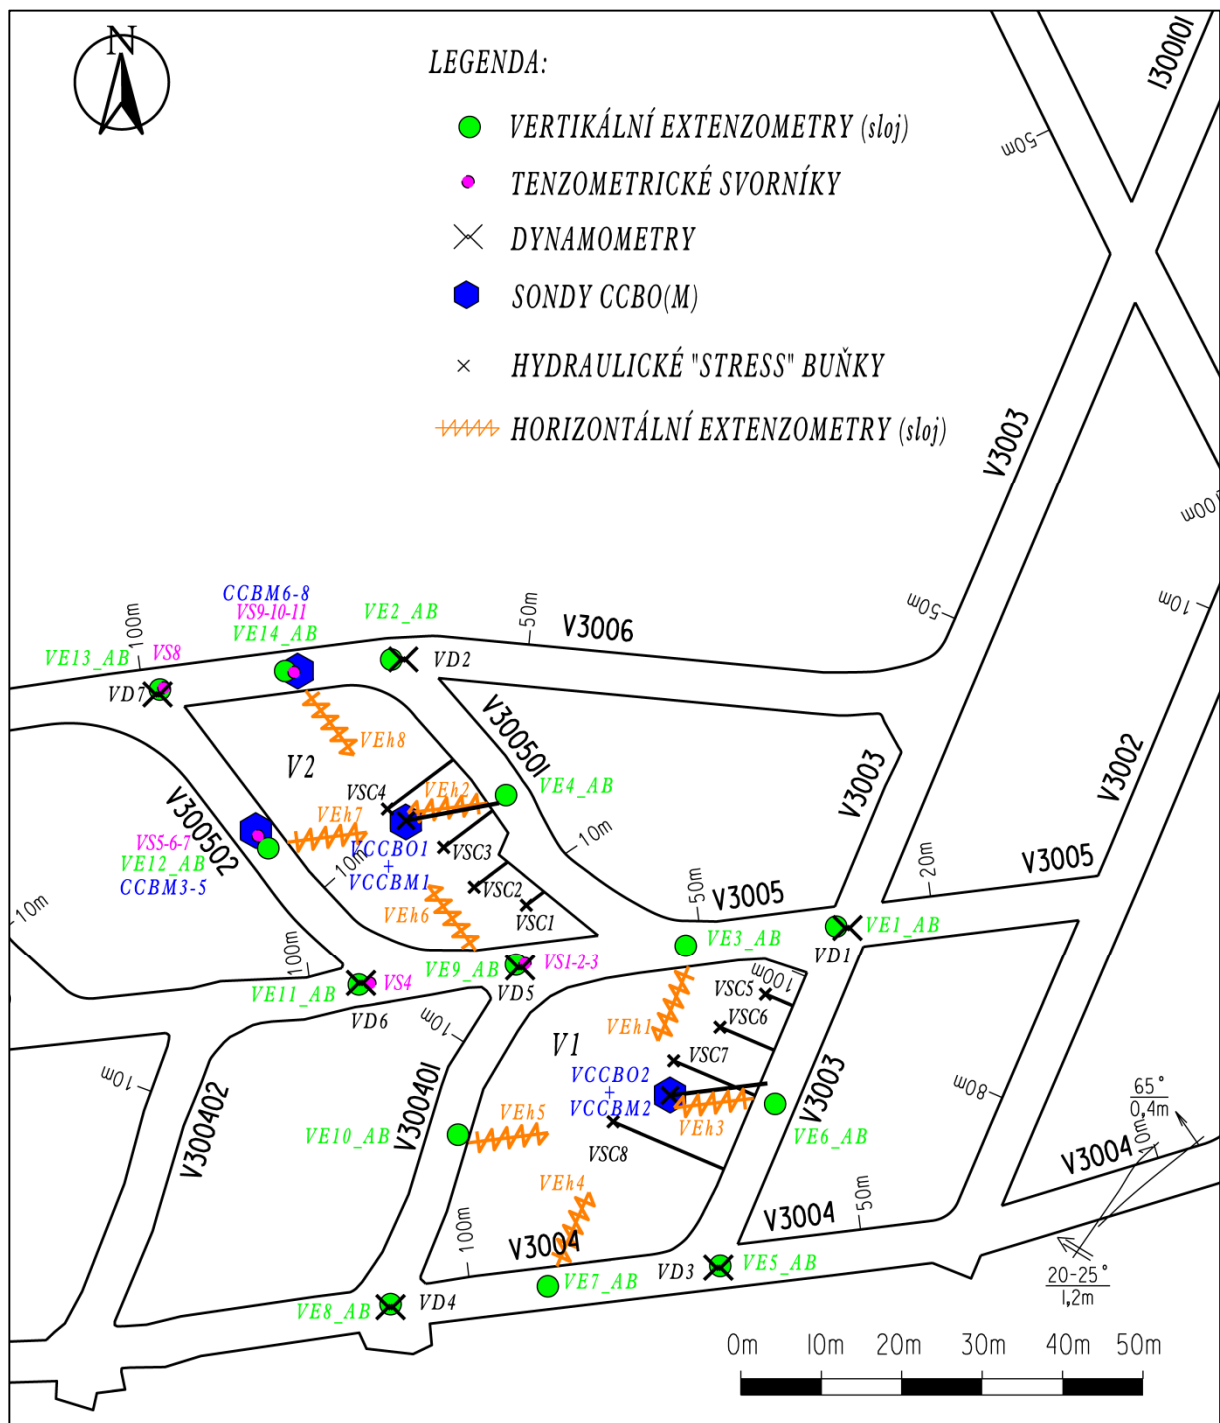 N
LEGENDA:
VERTIKÁLNÍ EXTENZOMETRY (sloj)
TENZOMETRICKÉ SVORNÍKY
DYNAMOMETRY
SONDY CCBO(M)
HYDRAULICKÉ "STRESS" BUŇKY
HORIZONTÁLNÍ EXTENZOMETRY (sloj)
1300101
50m
V3003
00m
10m
50m
CCBM6-8
VS9-10-11
VE14_AB
VE2_AB
50m
V3006
100m
VE13_AB
VS8
VD7
VD2
V300501
VEh8
V2
VSC4
VEh2
VE4_AB
V3003
V3002
V300502
VEh7
VS5-6-7
VE12_AB
CCBM3-5
10m
VCCBO1
+
VCCBM1
VSC3
VSC2
VSC1
10m
20m
V3005
50m
V3005
10m
VEh6
100m
VE9_AB
VS1-2-3
VE3_AB
VD1
VE1_AB
VE11_AB
VS4
VD5
VD6
100m
VSC5
VSC6
VSC7
VEh1
V1
10m
10m
V300402
V300401
VCCBO2
+
VCCBM2
VEh3
V3003
80m
VE6_AB
VE10_AB
VEh5
VSC8
VEh4
65°
0,4m
10m
V3004
100m
V3004
V3004
50m
VE7_AB
VD3
VE5_AB
VE8_AB
VD4
20-25°
1,2m
0m 10m 20m 30m 40m 50m